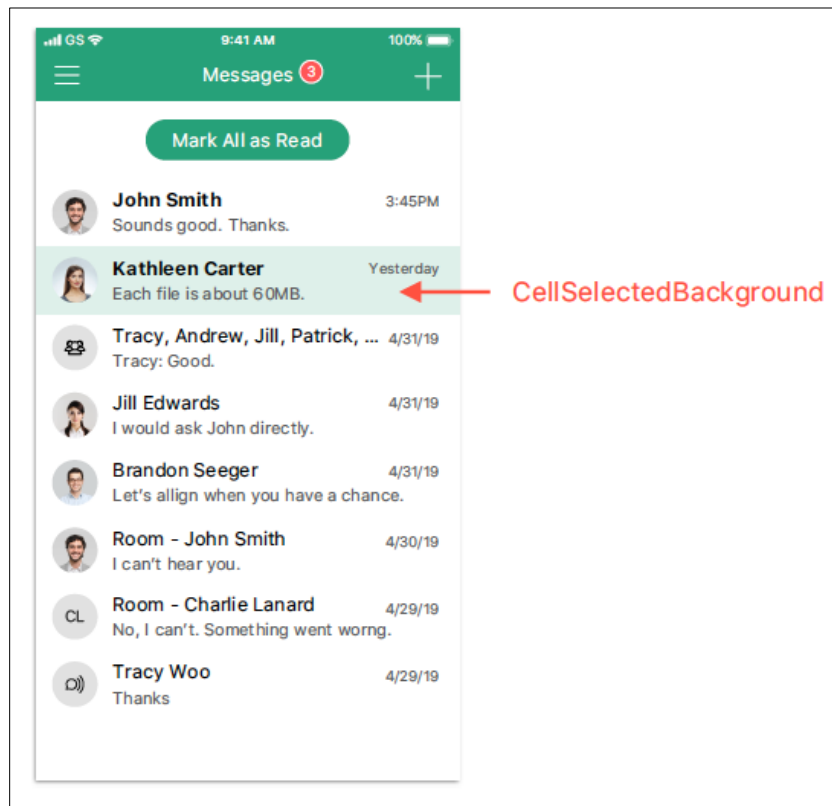 GS 9:41 AM 100%
Messages 3
Mark All as Read
John Smith 3:45PM
Sounds good. Thanks.
Kathleen Carter Yesterday
Each file is about 60MB.
CellSelectedBackground
Tracy, Andrew, Jill, Patrick, ... 4/31/19
Tracy: Good.
Jill Edwards 4/31/19
I would ask John directly.
Brandon Seeger 4/31/19
Let's allign when you have a chance.
Room - John Smith 4/30/19
I can't hear you.
CL Room - Charlie Lanard 4/29/19
No, I can't. Something went worng.
Tracy Woo 4/29/19
Thanks